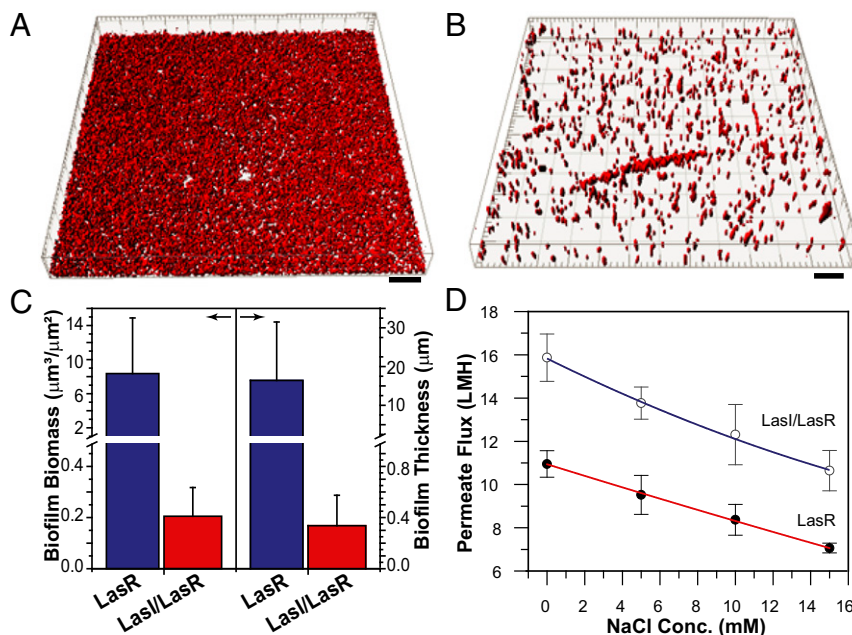 A
B
C
D
Biofilm Biomass (μm³/μm²)
14
12
10
8
6
4
2
0.4
0.2
0.0
30
20
10
0.8
0.4
0.0
Biofilm Thickness (μm)
LasR
LasI//LasR
LasR
LasI//LasR
Permeate Flux (LMH)
18
16
14
12
10
8
6
LasI/LasR
LasR
0 2 4 6 8 10 12 14 16
NaCl Conc. (mM)